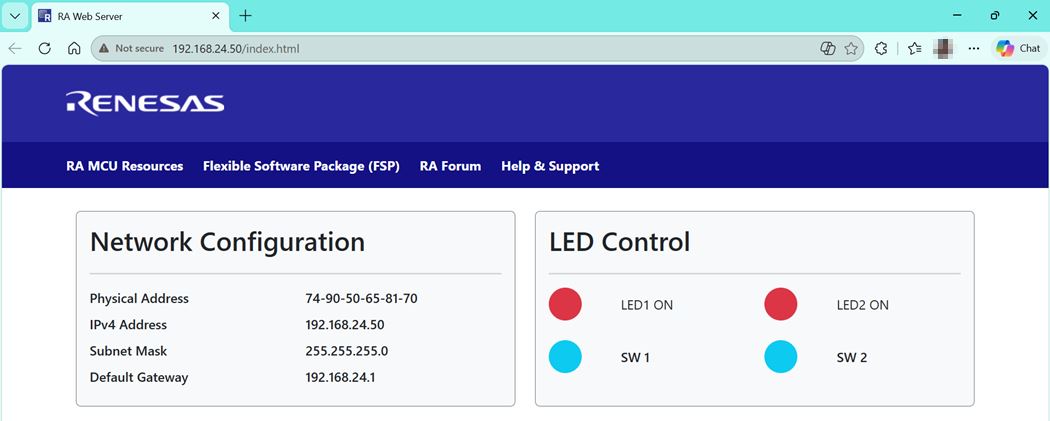 RA Web Server
Not secure 192.168.24.50/index.html
Chat
RENESAS
RA MCU Resources Flexible Software Package (FSP) RA Forum Help & Support
Network Configuration
Physical Address 74-90-50-65-81-70
IPv4 Address 192.168.24.50
Subnet Mask 255.255.255.0
Default Gateway 192.168.24.1
LED Control
LED1 ON LED2 ON
SW 1 SW 2